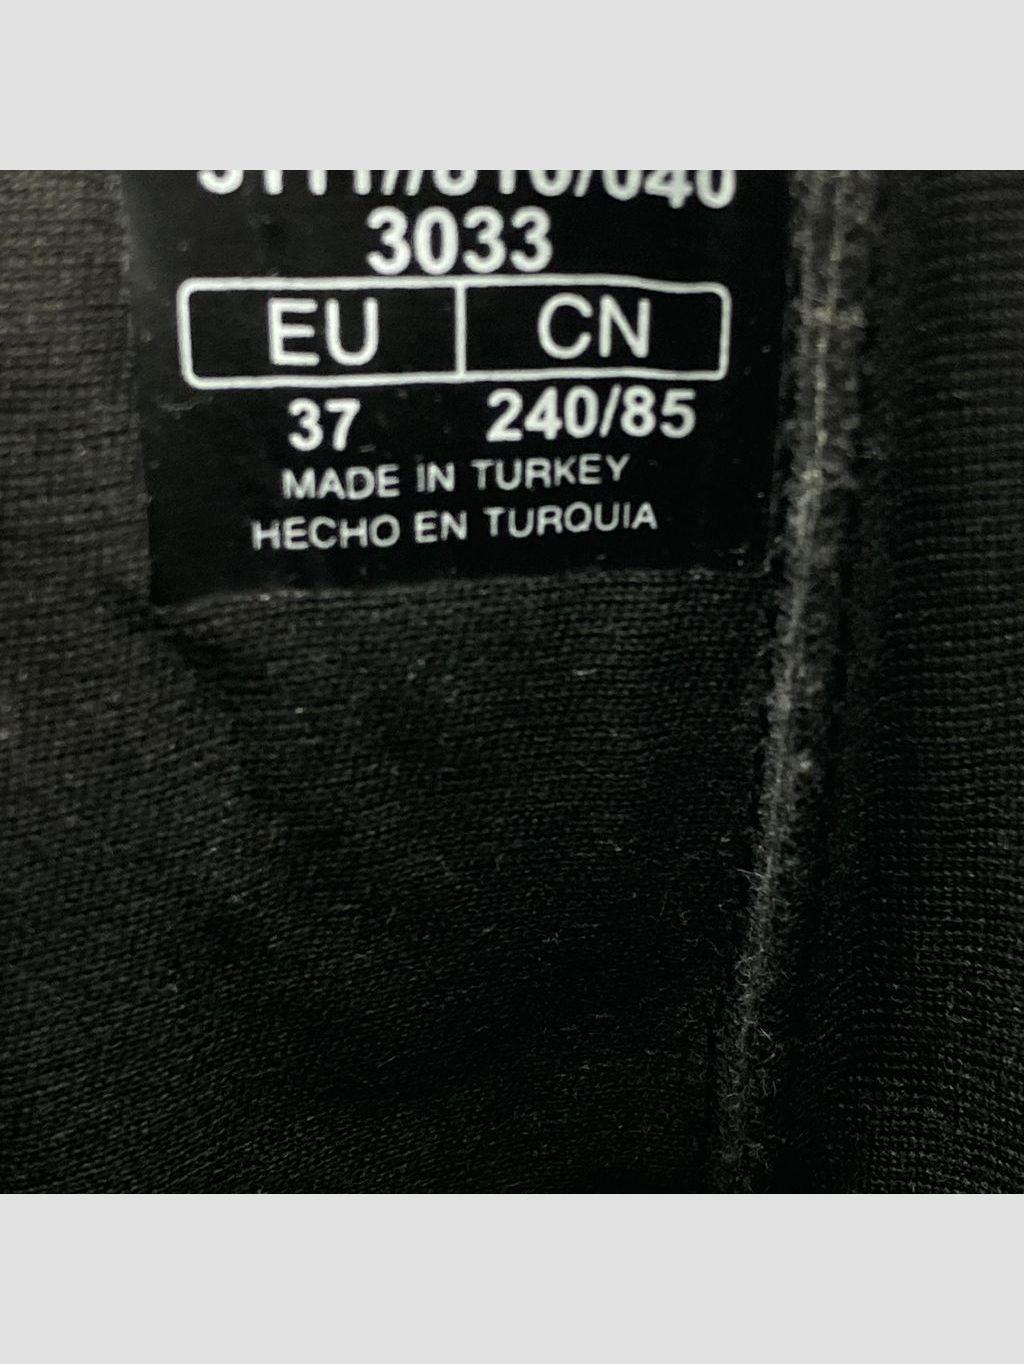 3033
EU CN
37 240/85
MADE IN TURKEY
HECHO EN TURQUIA